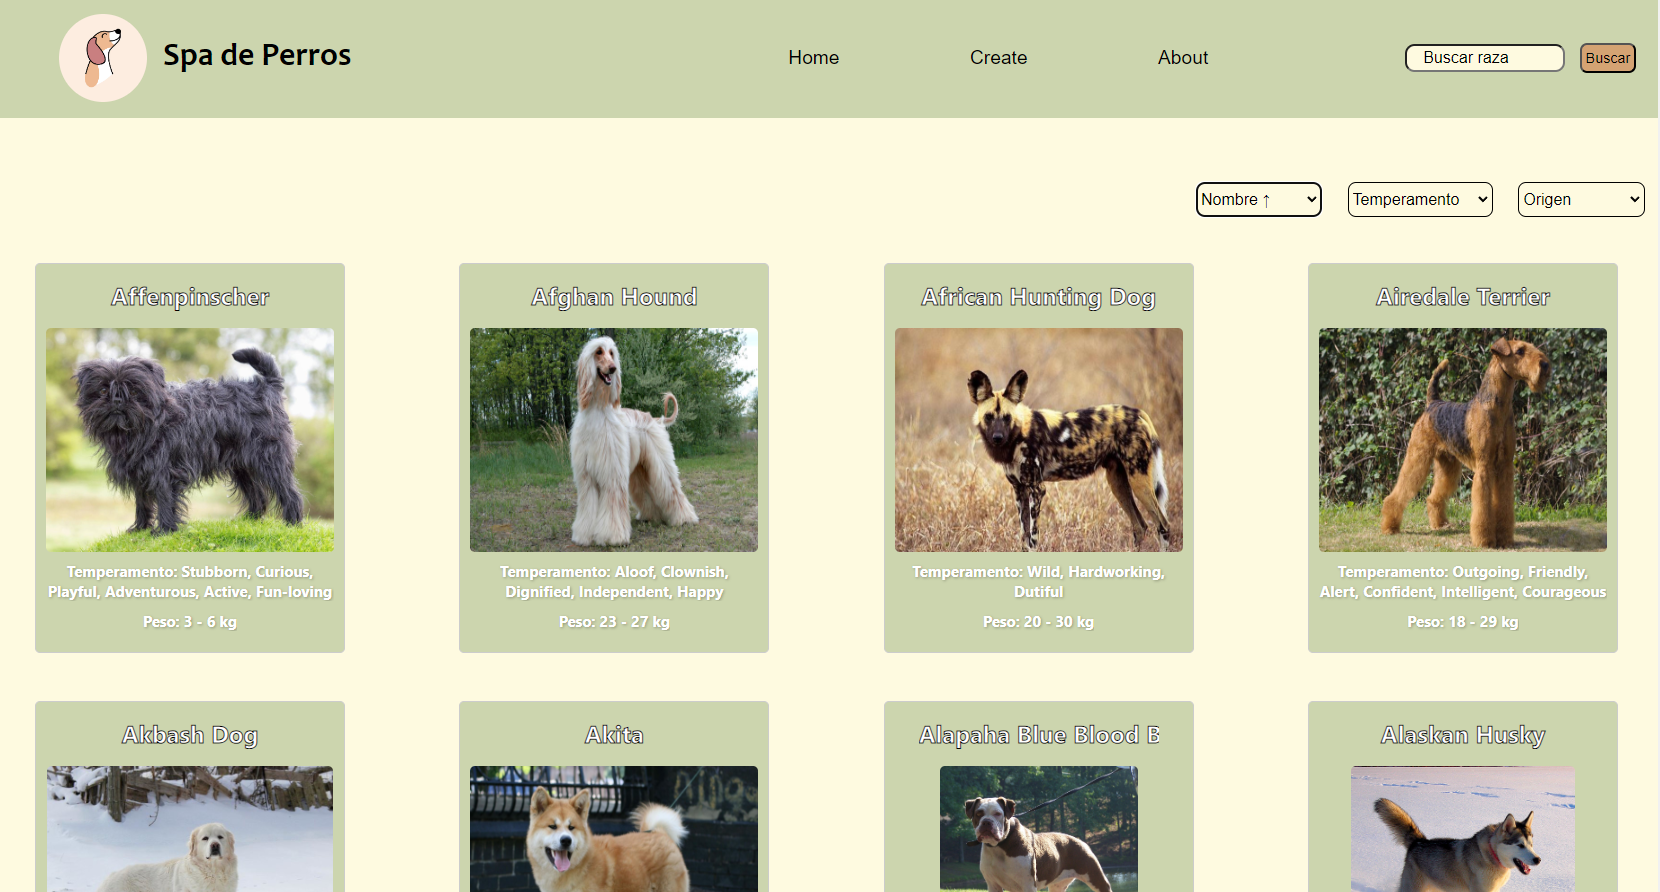 Spa de Perros
Home
Create
About
Buscar raza
Buscar
Nombre ↑
Temperamento
Origen
Affenpinscher
Afghan Hound
African Hunting Dog
Airedale Terrier
Temperamento: Stubborn, Curious,
Playful, Adventurous, Active, Fun-loving
Peso: 3 - 6 kg
Temperamento: Aloof, Clownish,
Dignified, Independent, Happy
Peso: 23 - 27 kg
Temperamento: Wild, Hardworking,
Dutiful
Peso: 20 - 30 kg
Temperamento: Outgoing, Friendly,
Alert, Confident, Intelligent, Courageous
Peso: 18 - 29 kg
Akbash Dog
Akita
Alapaha Blue Blood B
Alaskan Husky